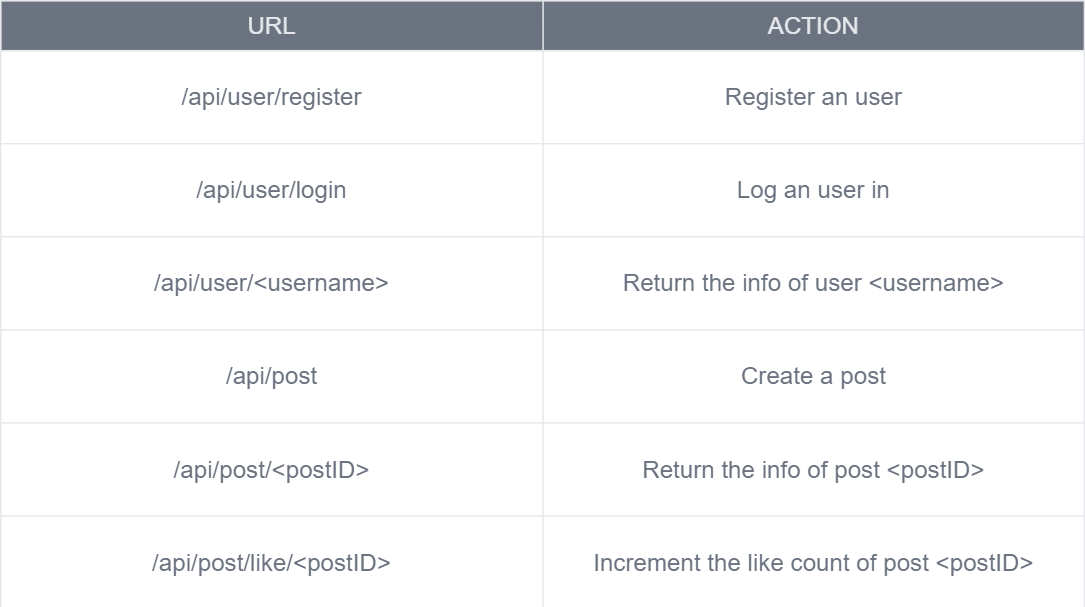 URL ACTION
/api/user/register Register an user
/api/user/login Log an user in
/api/user/<username> Return the info of user <username>
/api/post Create a post
/api/post/<postID> Return the info of post <postID>
/api/post/like/<postID> Increment the like count of post <postID>